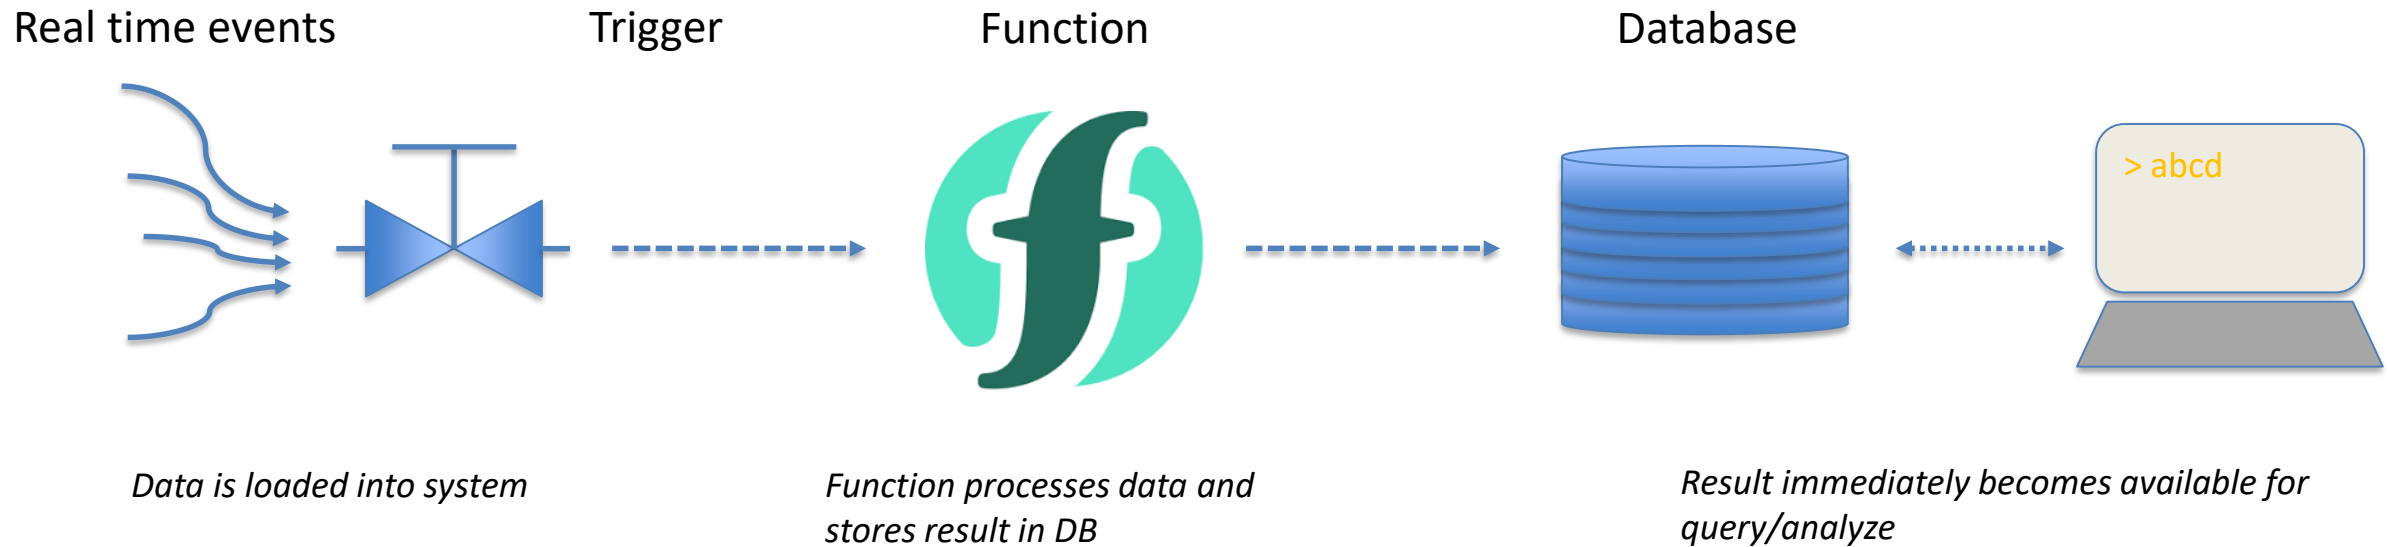 Real time events
Trigger
Function
Database
> abcd
Data is loaded into system
Function processes data and
stores result in DB
Result immediately becomes available for
query/analyze